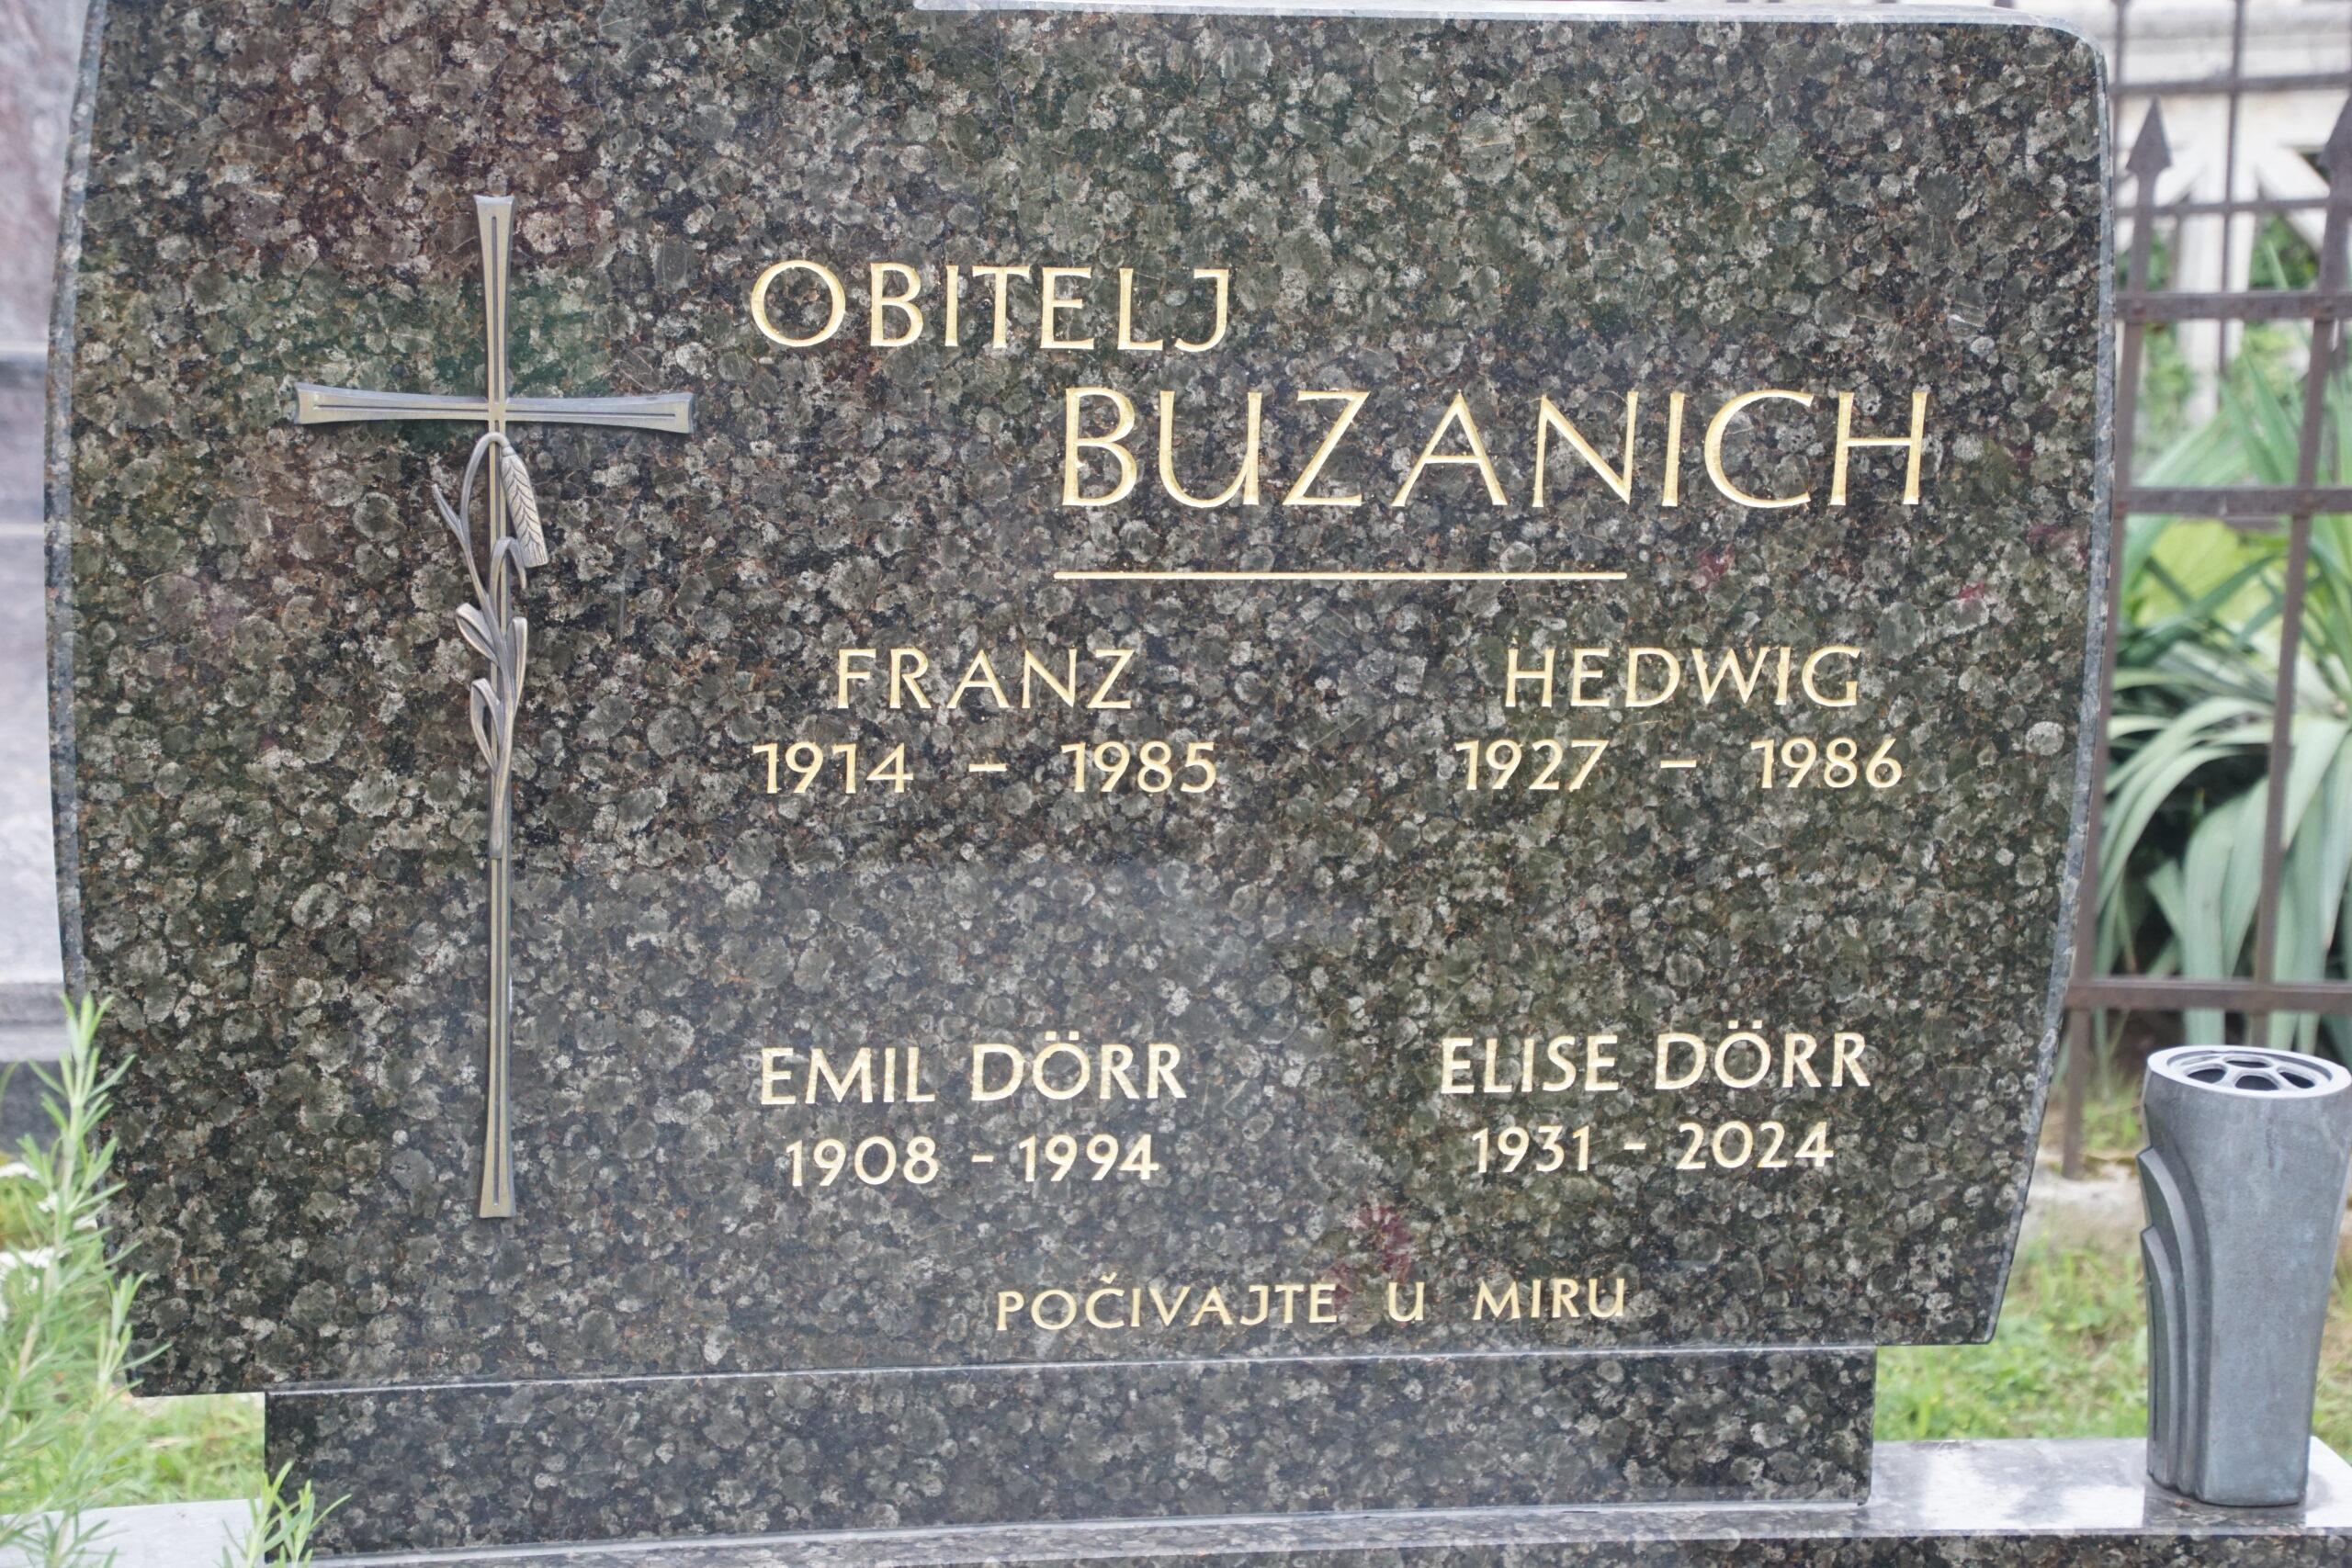 OBITELJ
BUZANICH
FRANZ HEDWIG
1914 – 1985 1927 – 1986
EMIL DÖRR ELISE DÖRR
1908 - 1994 1931 - 2024
POČIVAJTE U MIRU